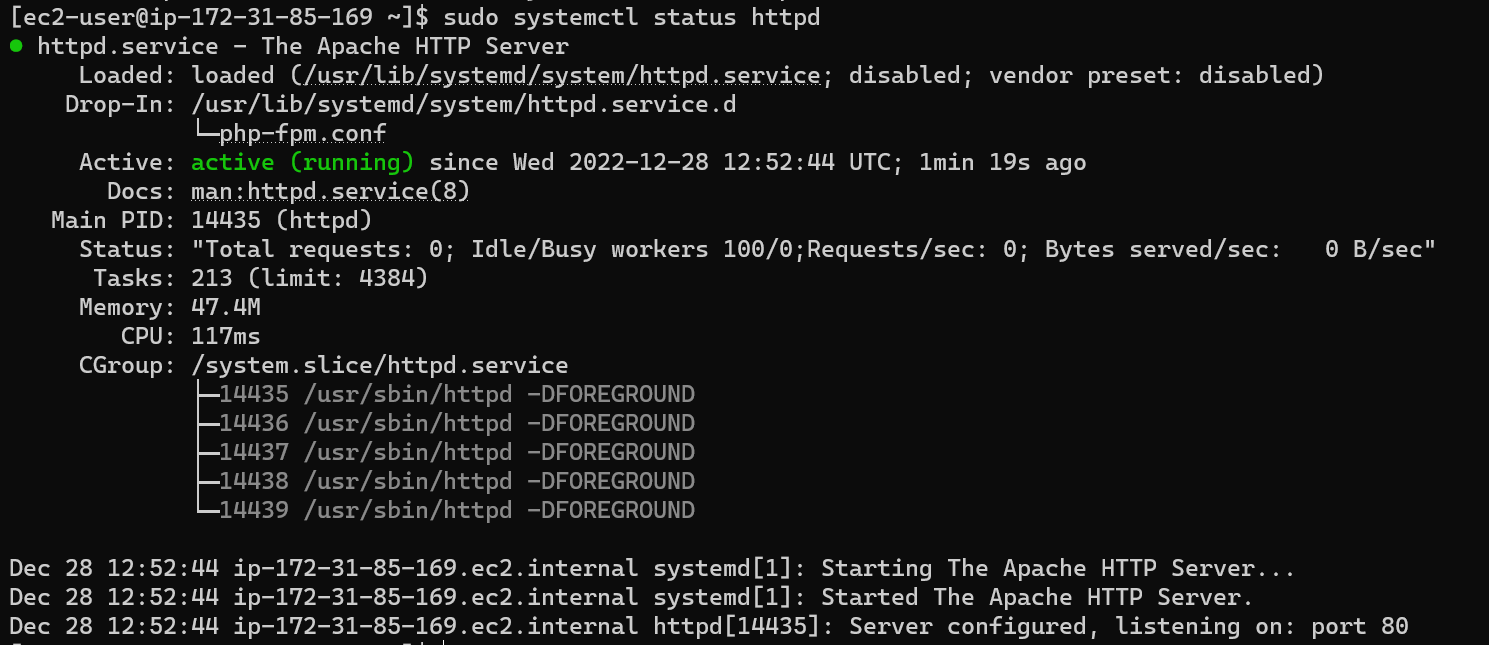 [ec2-user@ip-172-31-85-169 ~]$ sudo systemctl status httpd
● httpd.service - The Apache HTTP Server
     Loaded: loaded (/usr/lib/systemd/system/httpd.service; disabled; vendor preset: disabled)
    Drop-In: /usr/lib/systemd/system/httpd.service.d
             └─php-fpm.conf
     Active: active (running) since Wed 2022-12-28 12:52:44 UTC; 1min 19s ago
       Docs: man:httpd.service(8)
   Main PID: 14435 (httpd)
     Status: "Total requests: 0; Idle/Busy workers 100/0;Requests/sec: 0; Bytes served/sec:   0 B/sec"
      Tasks: 213 (limit: 4384)
     Memory: 47.4M
        CPU: 117ms
     CGroup: /system.slice/httpd.service
             ├─14435 /usr/sbin/httpd -DFOREGROUND
             ├─14436 /usr/sbin/httpd -DFOREGROUND
             ├─14437 /usr/sbin/httpd -DFOREGROUND
             ├─14438 /usr/sbin/httpd -DFOREGROUND
             └─14439 /usr/sbin/httpd -DFOREGROUND

Dec 28 12:52:44 ip-172-31-85-169.ec2.internal systemd[1]: Starting The Apache HTTP Server...
Dec 28 12:52:44 ip-172-31-85-169.ec2.internal systemd[1]: Started The Apache HTTP Server.
Dec 28 12:52:44 ip-172-31-85-169.ec2.internal httpd[14435]: Server configured, listening on: port 80